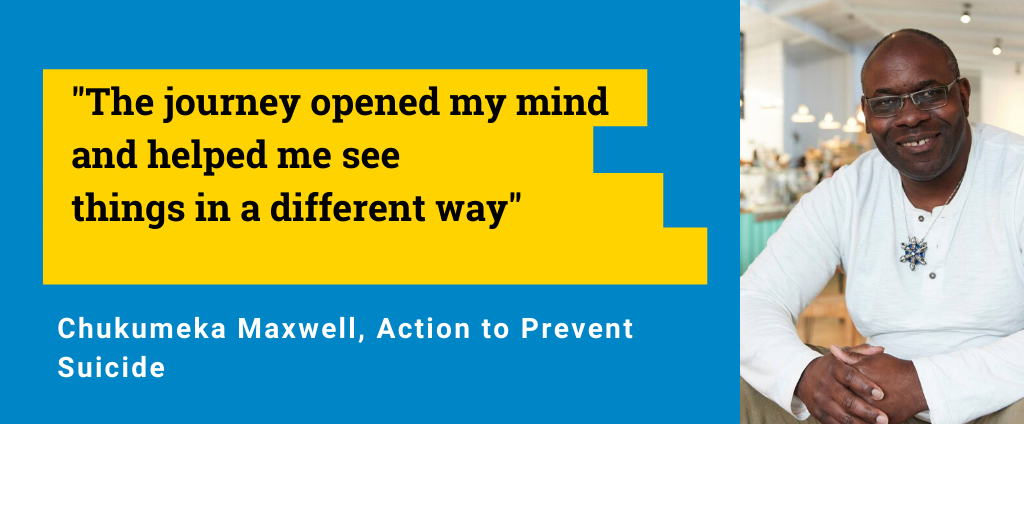 "The journey opened my mind
and helped me see
things in a different way"
Chukumeka Maxwell, Action to Prevent
Suicide